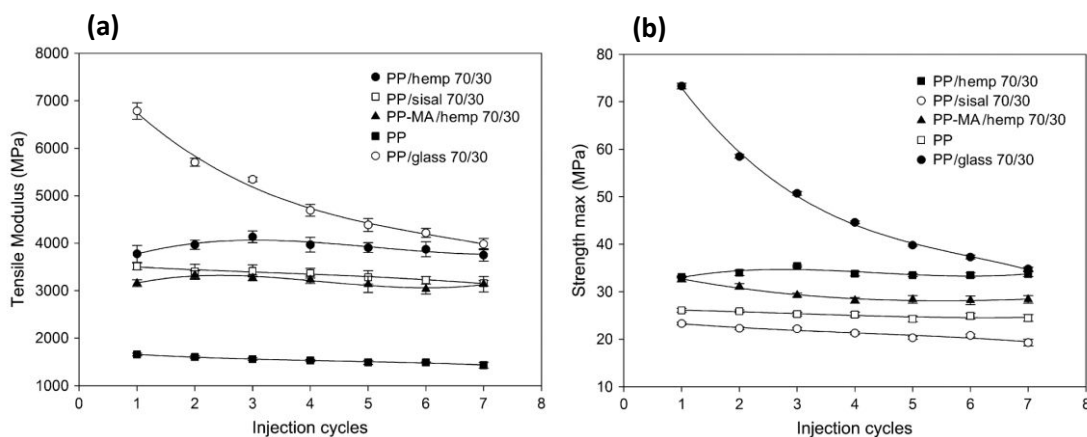 (a)
8000
7000
6000
5000
4000
3000
2000
1000
Tensile Modulus (MPa)
PP/hemp 70/30
PP/sisal 70/30
PP-MA/hemp 70/30
PP
PP/glass 70/30
0 1 2 3 4 5 6 7 8
Injection cycles
(b)
80
70
60
50
40
30
20
10
Strength max (MPa)
PP/hemp 70/30
PP/sisal 70/30
PP-MA/hemp 70/30
PP
PP/glass 70/30
0 1 2 3 4 5 6 7 8
Injection cycles